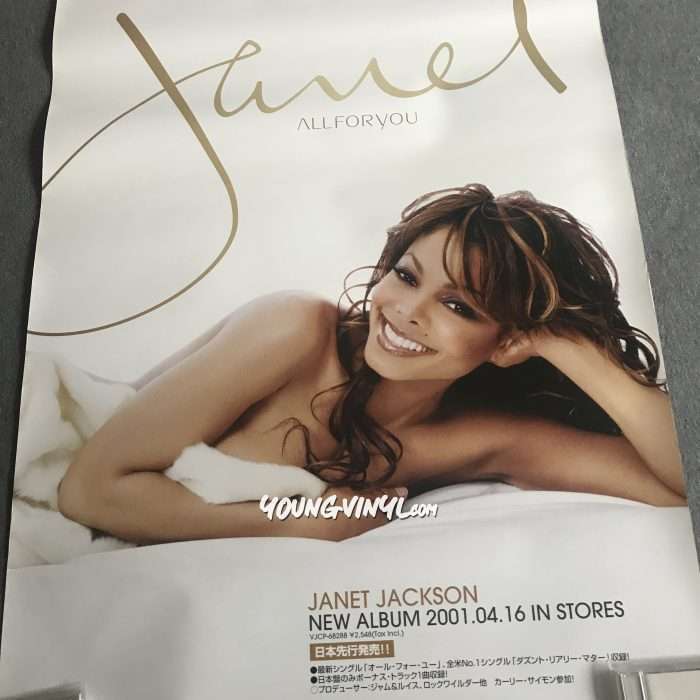 Janet
ALL FOR YOU
YOUNGVINYL.com
JANET JACKSON
NEW ALBUM 2001.04.16 IN STORES
VJCP-68288 ¥2,548(Tax Incl.)
日本先行発売!!
●最新シングル「オール・フォー・ユー」、全米No.1シングル「ダズント・リアリー・マター」収録!
●日本盤のみボーナス・トラック1曲収録!
○プロデューサー:ジャム&ルイス、ロックワイルダー他 カーリー・サイモン参加!